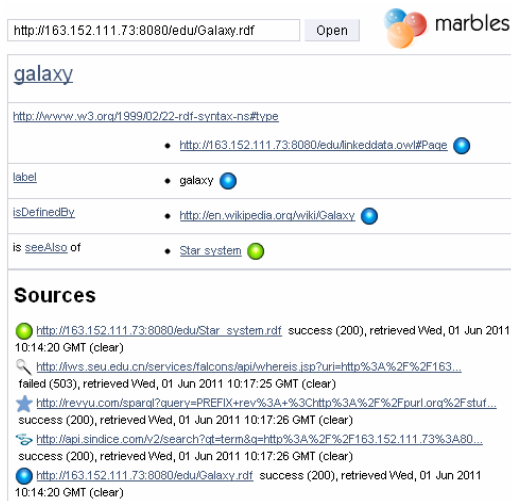 http://163.152.111.73:8080/edu/Galaxy.rdf Open marbles
galaxy
http://www.w3.org/1999/02/22-rdf-syntax-ns#type
• http://163.152.111.73:8080/edu/linkeddata.owl#Page
label • galaxy
isDefinedBy • http://en.wikipedia.org/wiki/Galaxy
is seeAlso of • Star system
Sources
http://163.152.111.73:8080/edu/Star_system.rdf success (200), retrieved Wed, 01 Jun 2011
10:14:20 GMT (clear)
http://iws.seu.edu.cn/services/falcons/api/whereis.jsp?uri=http%3A%2F%2F163...
failed (503), retrieved Wed, 01 Jun 2011 10:17:25 GMT (clear)
http://revyu.com/sparql?query=PREFIX+rev%3A+%3Chttp%3A%2F%2Fpurl.org%2Fstuf...
success (200), retrieved Wed, 01 Jun 2011 10:17:26 GMT (clear)
http://api.sindice.com/v2/search?qt=term&q=http%3A%2F%2F163.152.111.73%3A80...
success (200), retrieved Wed, 01 Jun 2011 10:17:26 GMT (clear)
http://163.152.111.73:8080/edu/Galaxy.rdf success (200), retrieved Wed, 01 Jun 2011
10:14:20 GMT (clear)